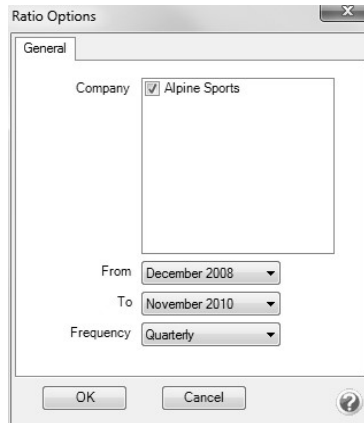 Ratio Options
General
Company Alpine Sports
From December 2008
To November 2010
Frequency Quarterly
OK Cancel